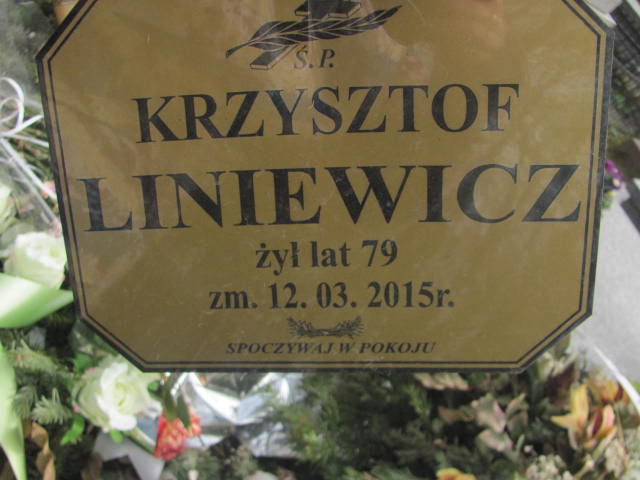 Ś.P.
KRZYSZTOF
LINIEWICZ
żył lat 79
zm. 12. 03. 2015r.
SPOCZYWAJ W POKOJU